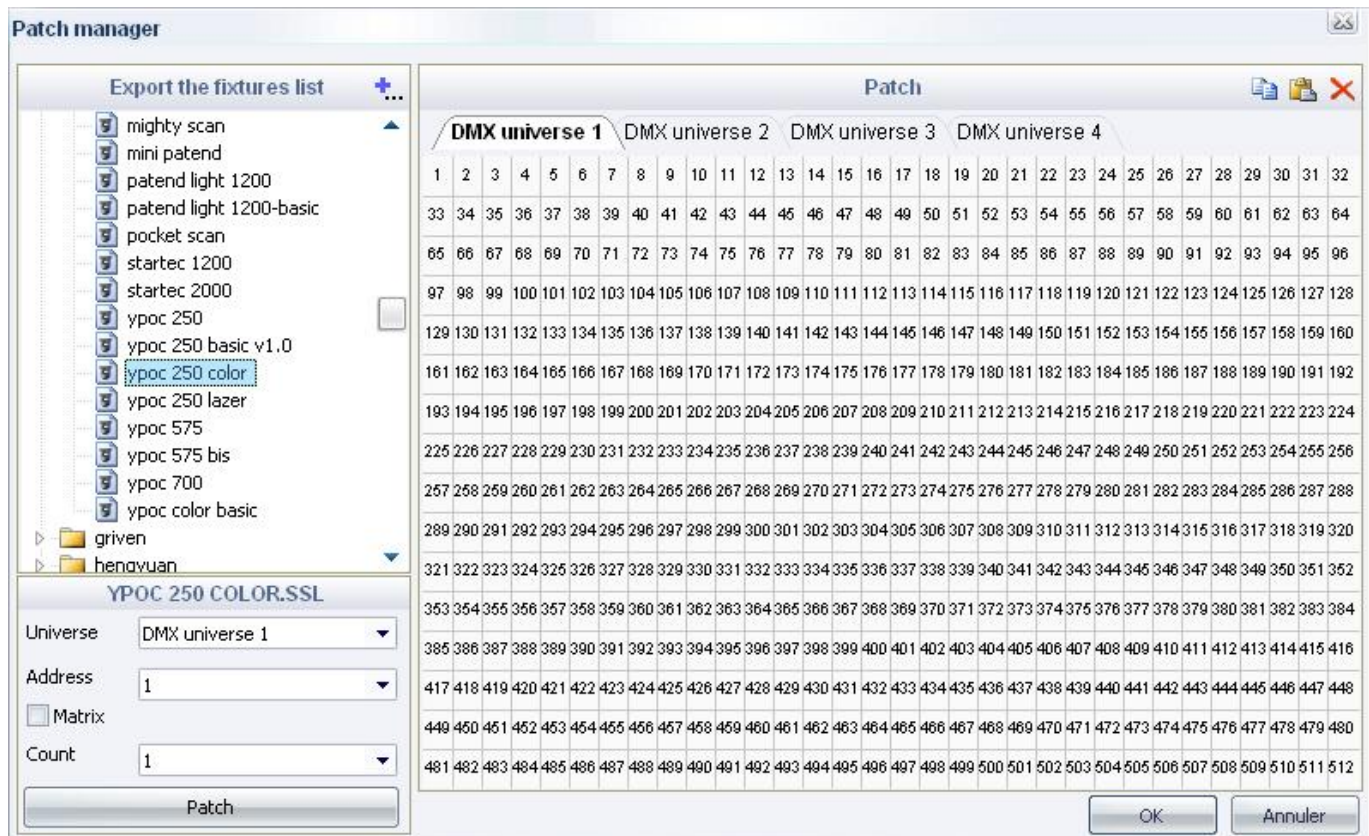 Patch manager
Export the fixtures list
mighty scan
mini patend
patend light 1200
patend light 1200-basic
pocket scan
startec 1200
startec 2000
ypoc 250
ypoc 250 basic v1.0
ypoc 250 color
ypoc 250 lazer
ypoc 575
ypoc 575 bis
ypoc 700
ypoc color basic
griven
hengyuan
YPOC 250 COLOR.SSL
Universe DMX universe 1
Address 1
Matrix
Count 1
Patch
Patch
DMX universe 1 DMX universe 2 DMX universe 3 DMX universe 4
1 2 3 4 5 6 7 8 9 10 11 12 13 14 15 16 17 18 19 20 21 22 23 24 25 26 27 28 29 30 31 32
33 34 35 36 37 38 39 40 41 42 43 44 45 46 47 48 49 50 51 52 53 54 55 56 57 58 59 60 61 62 63 64
65 66 67 68 69 70 71 72 73 74 75 76 77 78 79 80 81 82 83 84 85 86 87 88 89 90 91 92 93 94 95 96
97 98 99 100 101 102 103 104 105 106 107 108 109 110 111 112 113 114 115 116 117 118 119 120 121 122 123 124 125 126 127 128
129 130 131 132 133 134 135 136 137 138 139 140 141 142 143 144 145 146 147 148 149 150 151 152 153 154 155 156 157 158 159 160
161 162 163 164 165 166 167 168 169 170 171 172 173 174 175 176 177 178 179 180 181 182 183 184 185 186 187 188 189 190 191 192
193 194 195 196 197 198 199 200 201 202 203 204 205 206 207 208 209 210 211 212 213 214 215 216 217 218 219 220 221 222 223 224
225 226 227 228 229 230 231 232 233 234 235 236 237 238 239 240 241 242 243 244 245 246 247 248 249 250 251 252 253 254 255 256
257 258 259 260 261 262 263 264 265 266 267 268 269 270 271 272 273 274 275 276 277 278 279 280 281 282 283 284 285 286 287 288
289 290 291 292 293 294 295 296 297 298 299 300 301 302 303 304 305 306 307 308 309 310 311 312 313 314 315 316 317 318 319 320
321 322 323 324 325 326 327 328 329 330 331 332 333 334 335 336 337 338 339 340 341 342 343 344 345 346 347 348 349 350 351 352
353 354 355 356 357 358 359 360 361 362 363 364 365 366 367 368 369 370 371 372 373 374 375 376 377 378 379 380 381 382 383 384
385 386 387 388 389 390 391 392 393 394 395 396 397 398 399 400 401 402 403 404 405 406 407 408 409 410 411 412 413 414 415 416
417 418 419 420 421 422 423 424 425 426 427 428 429 430 431 432 433 434 435 436 437 438 439 440 441 442 443 444 445 446 447 448
449 450 451 452 453 454 455 456 457 458 459 460 461 462 463 464 465 466 467 468 469 470 471 472 473 474 475 476 477 478 479 480
481 482 483 484 485 486 487 488 489 490 491 492 493 494 495 496 497 498 499 500 501 502 503 504 505 506 507 508 509 510 511 512
OK Annuler